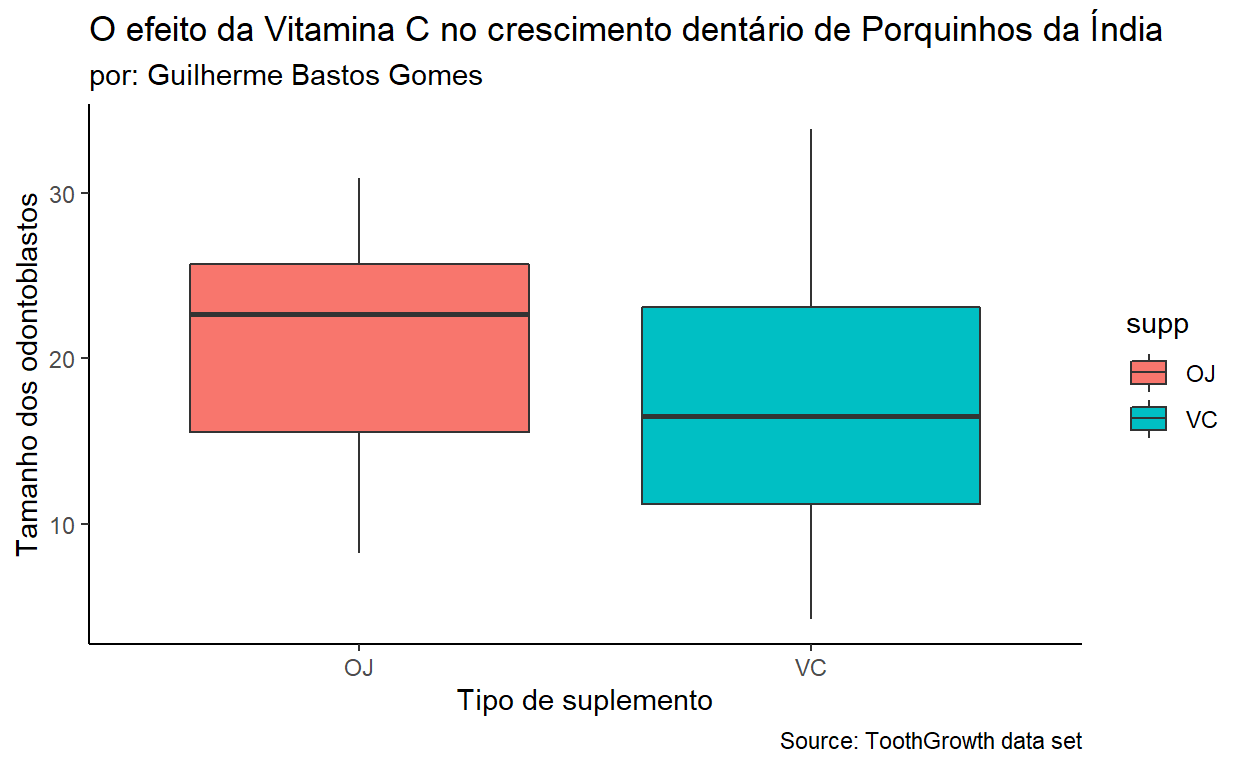 O efeito da Vitamina C no crescimento dentário de Porquinhos da Índia
por: Guilherme Bastos Gomes
Tamanho dos odontoblastos
30
20
10
OJ
VC
Tipo de suplemento
supp
OJ
VC
Source: ToothGrowth data set